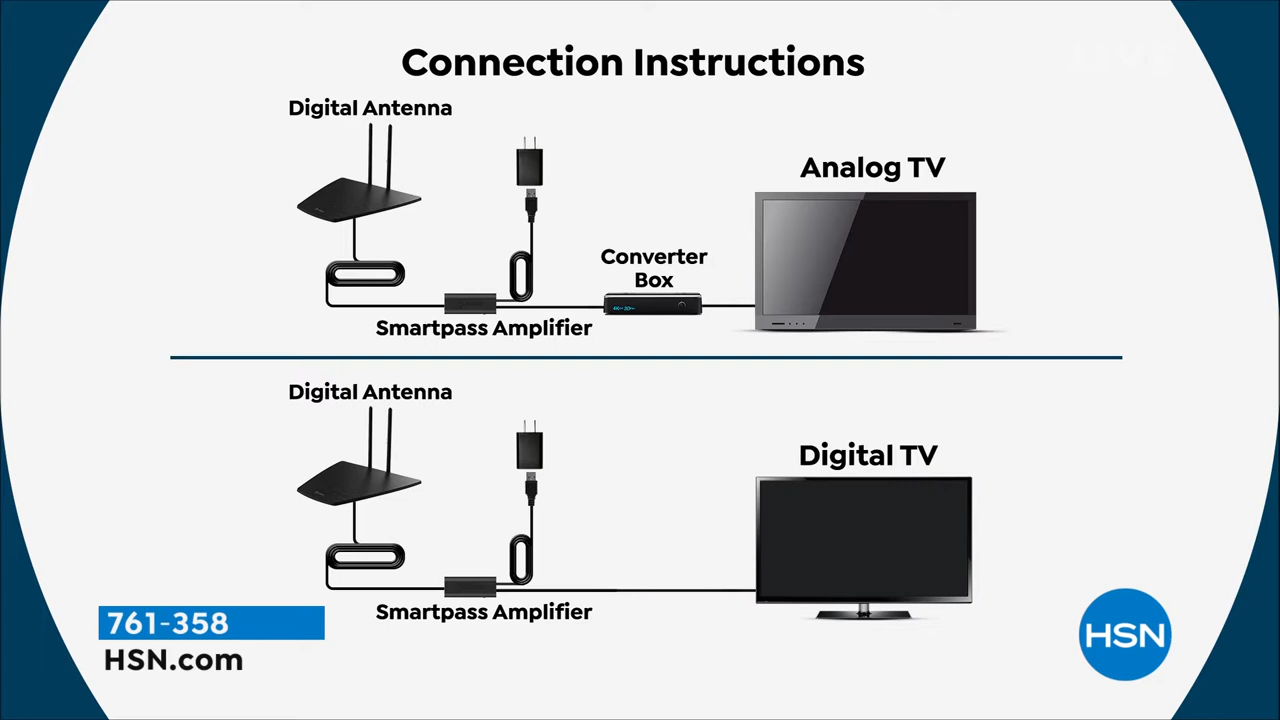 Connection Instructions
Digital Antenna
Analog TV
Converter
Box
Smartpass Amplifier
Digital Antenna
Digital TV
Smartpass Amplifier
761-358
HSN.com
HSN